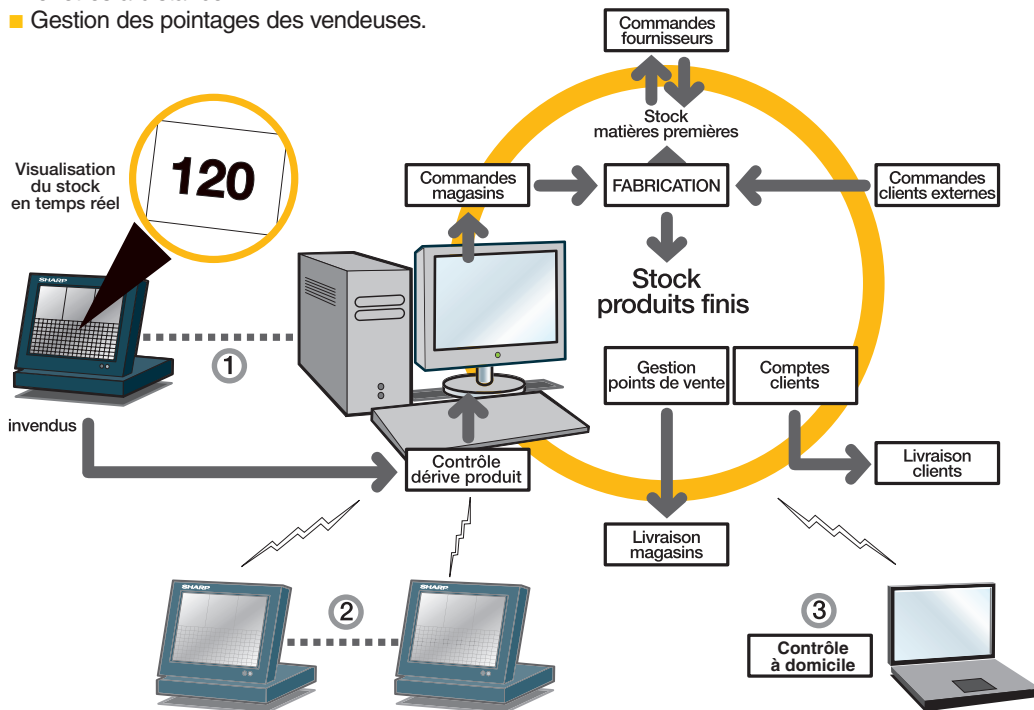 Gestion des pointages des vendeuses.
Commandes
fournisseurs
Stock
matières premières
Visualisation
du stock
en temps réel
120
Commandes
magasins
FABRICATION
Commandes
clients externes
Stock
produits finis
SHARP
1
Gestion
points de vente
Comptes
clients
invendus
Contrôle
dérive produit
Livraison
clients
Livraison
magasins
SHARP
2
SHARP
3
Contrôle
à domicile